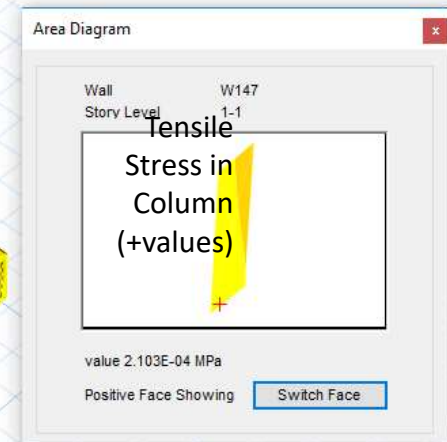 Area Diagram
x
Wall W147
Story Level 1-1
Tensile
Stress in
Column
(+values)
value 2.103E-04 MPa
Positive Face Showing Switch Face